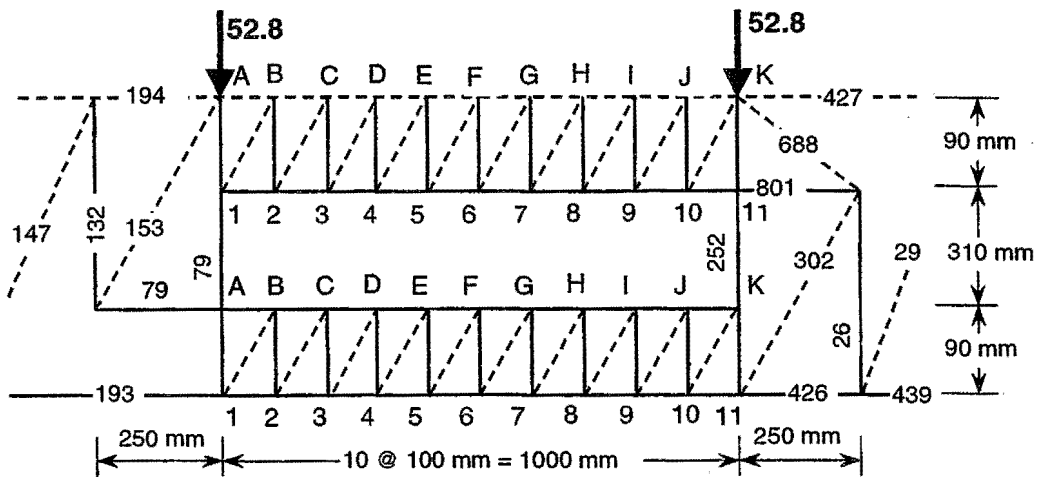 52.8 52.8
A B C D E F G H I J K
194 427
90 mm
688
801
1 2 3 4 5 6 7 8 9 10 11
147 132 153 79 252 302 29 310 mm
79
A B C D E F G H I J K
26
90 mm
193 426 439
1 2 3 4 5 6 7 8 9 10 11
250 mm 10 @ 100 mm = 1000 mm 250 mm